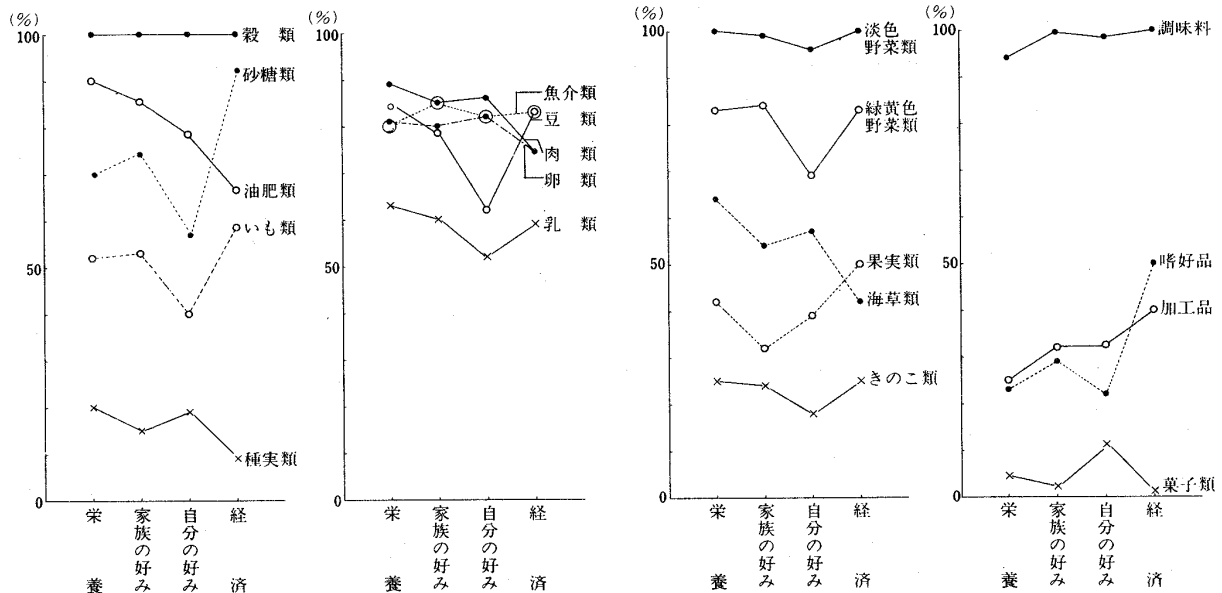 (%)
100
50
0
穀 類
砂糖類
油肥類
いも類
種実類
栄 養
家族の好み
自分の好み
経 済
(%)
100
50
0
魚介類
豆 類
肉 類
卵 類
乳 類
栄 養
家族の好み
自分の好み
経 済
(%)
100
50
0
淡色
野菜類
緑黄色
野菜類
果実類
海草類
きのこ類
栄 養
家族の好み
自分の好み
経 済
(%)
100
50
0
調味料
嗜好品
加工品
菓子類
栄 養
家族の好み
自分の好み
経 済